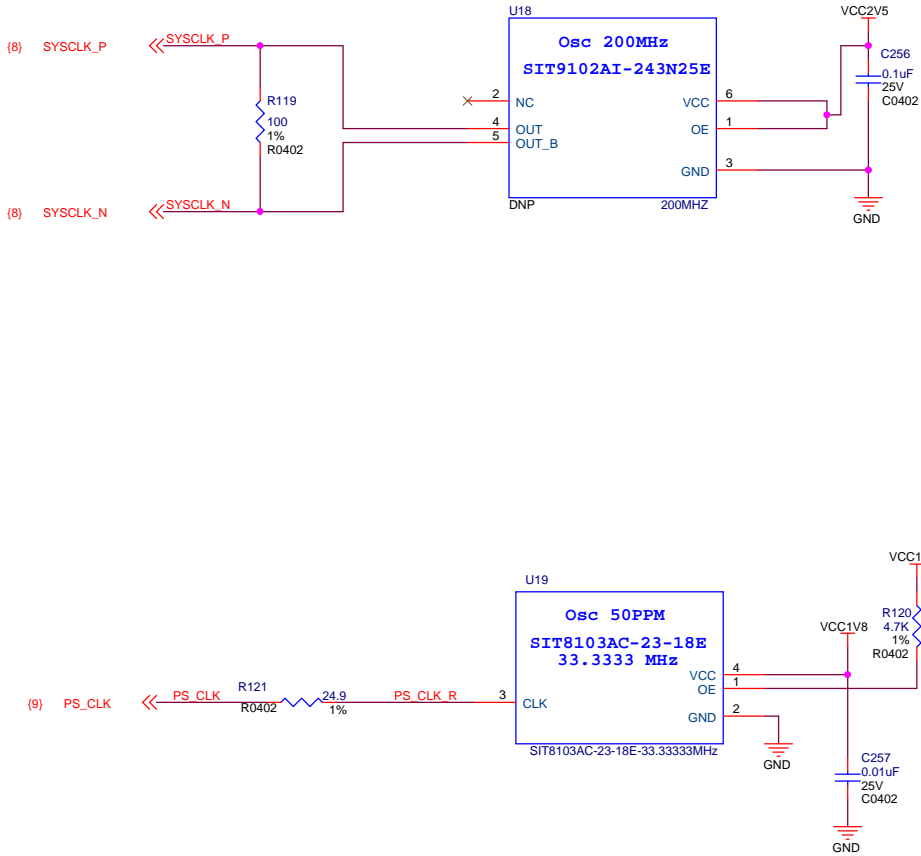 U18
VCC2V5
{8} SYSCLK_P
SYSCLK_P
Osc 200MHz
SIT9102AI-243N25E
C256
0.1uF
25V
C0402
R119
100
1%
R0402
2
NC
4
OUT
5
OUT_B
VCC
6
OE
1
GND
3
{8} SYSCLK_N
SYSCLK_N
DNP
200MHZ
GND
VCC1
U19
Osc 50PPM
SIT8103AC-23-18E
33.3333 MHz
VCC1V8
R120
4.7K
1%
R0402
{9} PS_CLK
PS_CLK
R121
R0402
24.9
1%
PS_CLK_R
3
CLK
VCC
4
OE
1
GND
2
SIT8103AC-23-18E-33.33333MHz
GND
C257
0.01uF
25V
C0402
GND